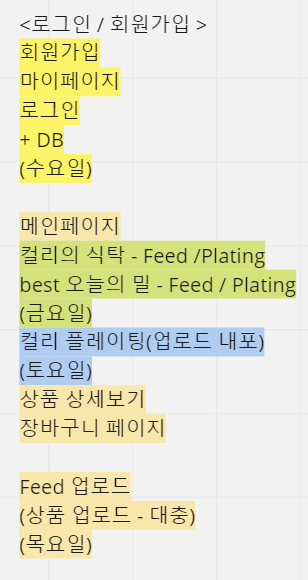 <로그인 / 회원가입 >
회원가입
마이페이지
로그인
+ DB
(수요일)
메인페이지
컬리의 식탁 - Feed /Plating
best 오늘의 밀 - Feed / Plating
(금요일)
컬리 플레이팅(업로드 내포)
(토요일)
상품 상세보기
장바구니 페이지
Feed 업로드
(상품 업로드 - 대충)
(목요일)